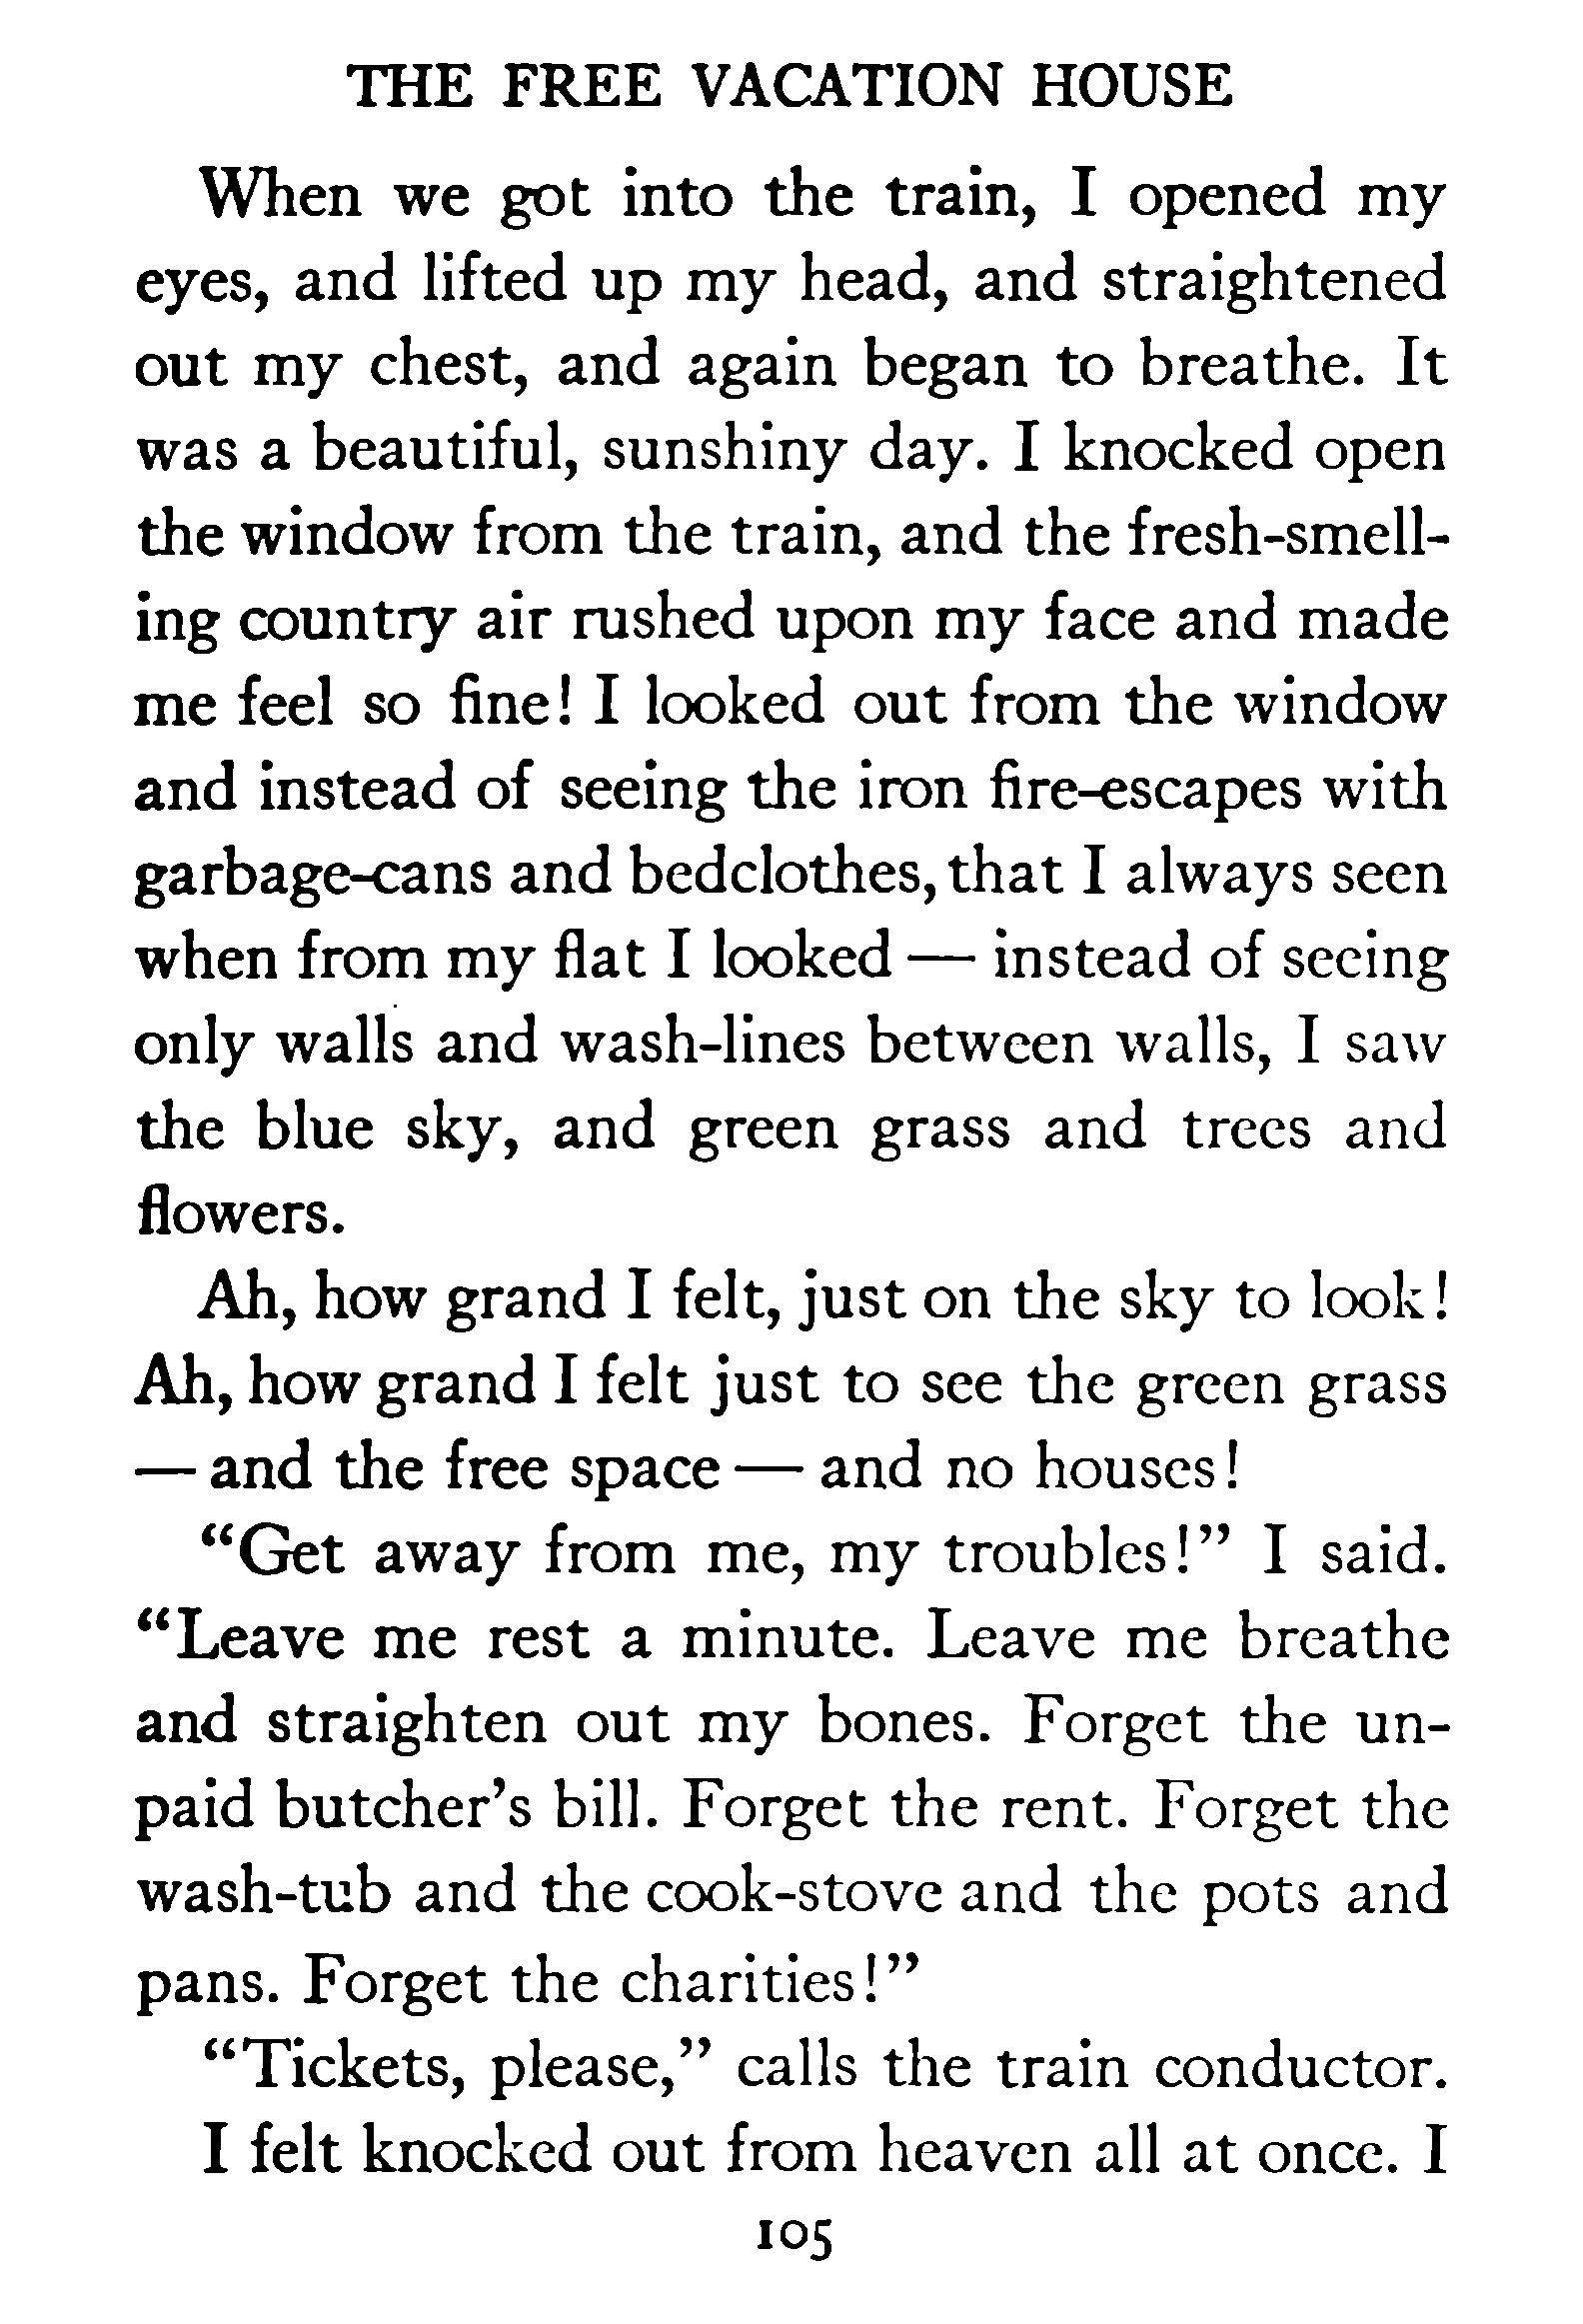 THE FREE VACATION HOUSE
When we got into the train, I opened my
eyes, and lifted up my head, and straightened
out my chest, and again began to breathe. It
was a beautiful, sunshiny day. I knocked open
the window from the train, and the fresh-smell-
ing country air rushed upon my face and made
me feel so fine! I looked out from the window
and instead of seeing the iron fire-escapes with
garbage-cans and bedclothes, that I always seen
when from my flat I looked — instead of seeing
only walls and wash-lines between walls, I saw
the blue sky, and green grass and trees and
flowers.
Ah, how grand I felt, just on the sky to look!
Ah, how grand I felt just to see the green grass
— and the free space — and no houses!
“Get away from me, my troubles!” I said.
“Leave me rest a minute. Leave me breathe
and straighten out my bones. Forget the un-
paid butcher’s bill. Forget the rent. Forget the
wash-tub and the cook-stove and the pots and
pans. Forget the charities!”
“Tickets, please,” calls the train conductor.
I felt knocked out from heaven all at once. I
105